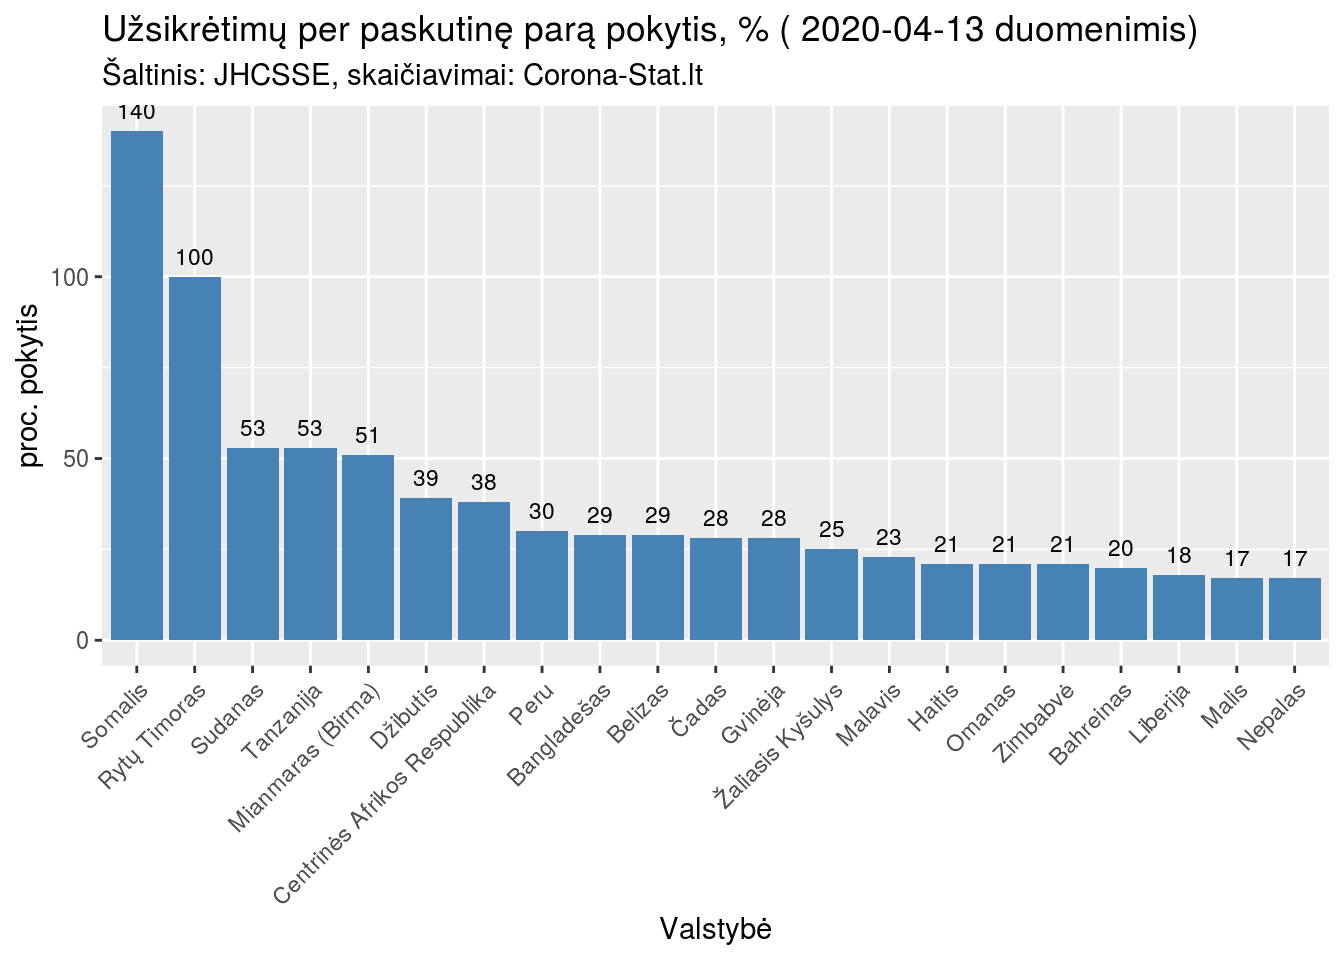 Užsikrėtimų per paskutinę parą pokytis, % ( 2020-04-13 duomenimis)
Šaltinis: JHCSSE, skaičiavimai: Corona-Stat.lt
140
100
53
53
51
39
38
30
29
29
28
28
25
23
21
21
21
20
18
17
17
proc. pokytis
100
50
0
Somalis
Rytų Timoras
Sudanas
Tanzanija
Mianmaras (Birma)
Džibutis
Centrinės Afrikos Respublika
Peru
Bangladešas
Belizas
Čadas
Gvinėja
Žaliasis Kyšulys
Malavis
Haitis
Omanas
Zimbabvė
Bahreinas
Liberija
Malis
Nepalas
Valstybė